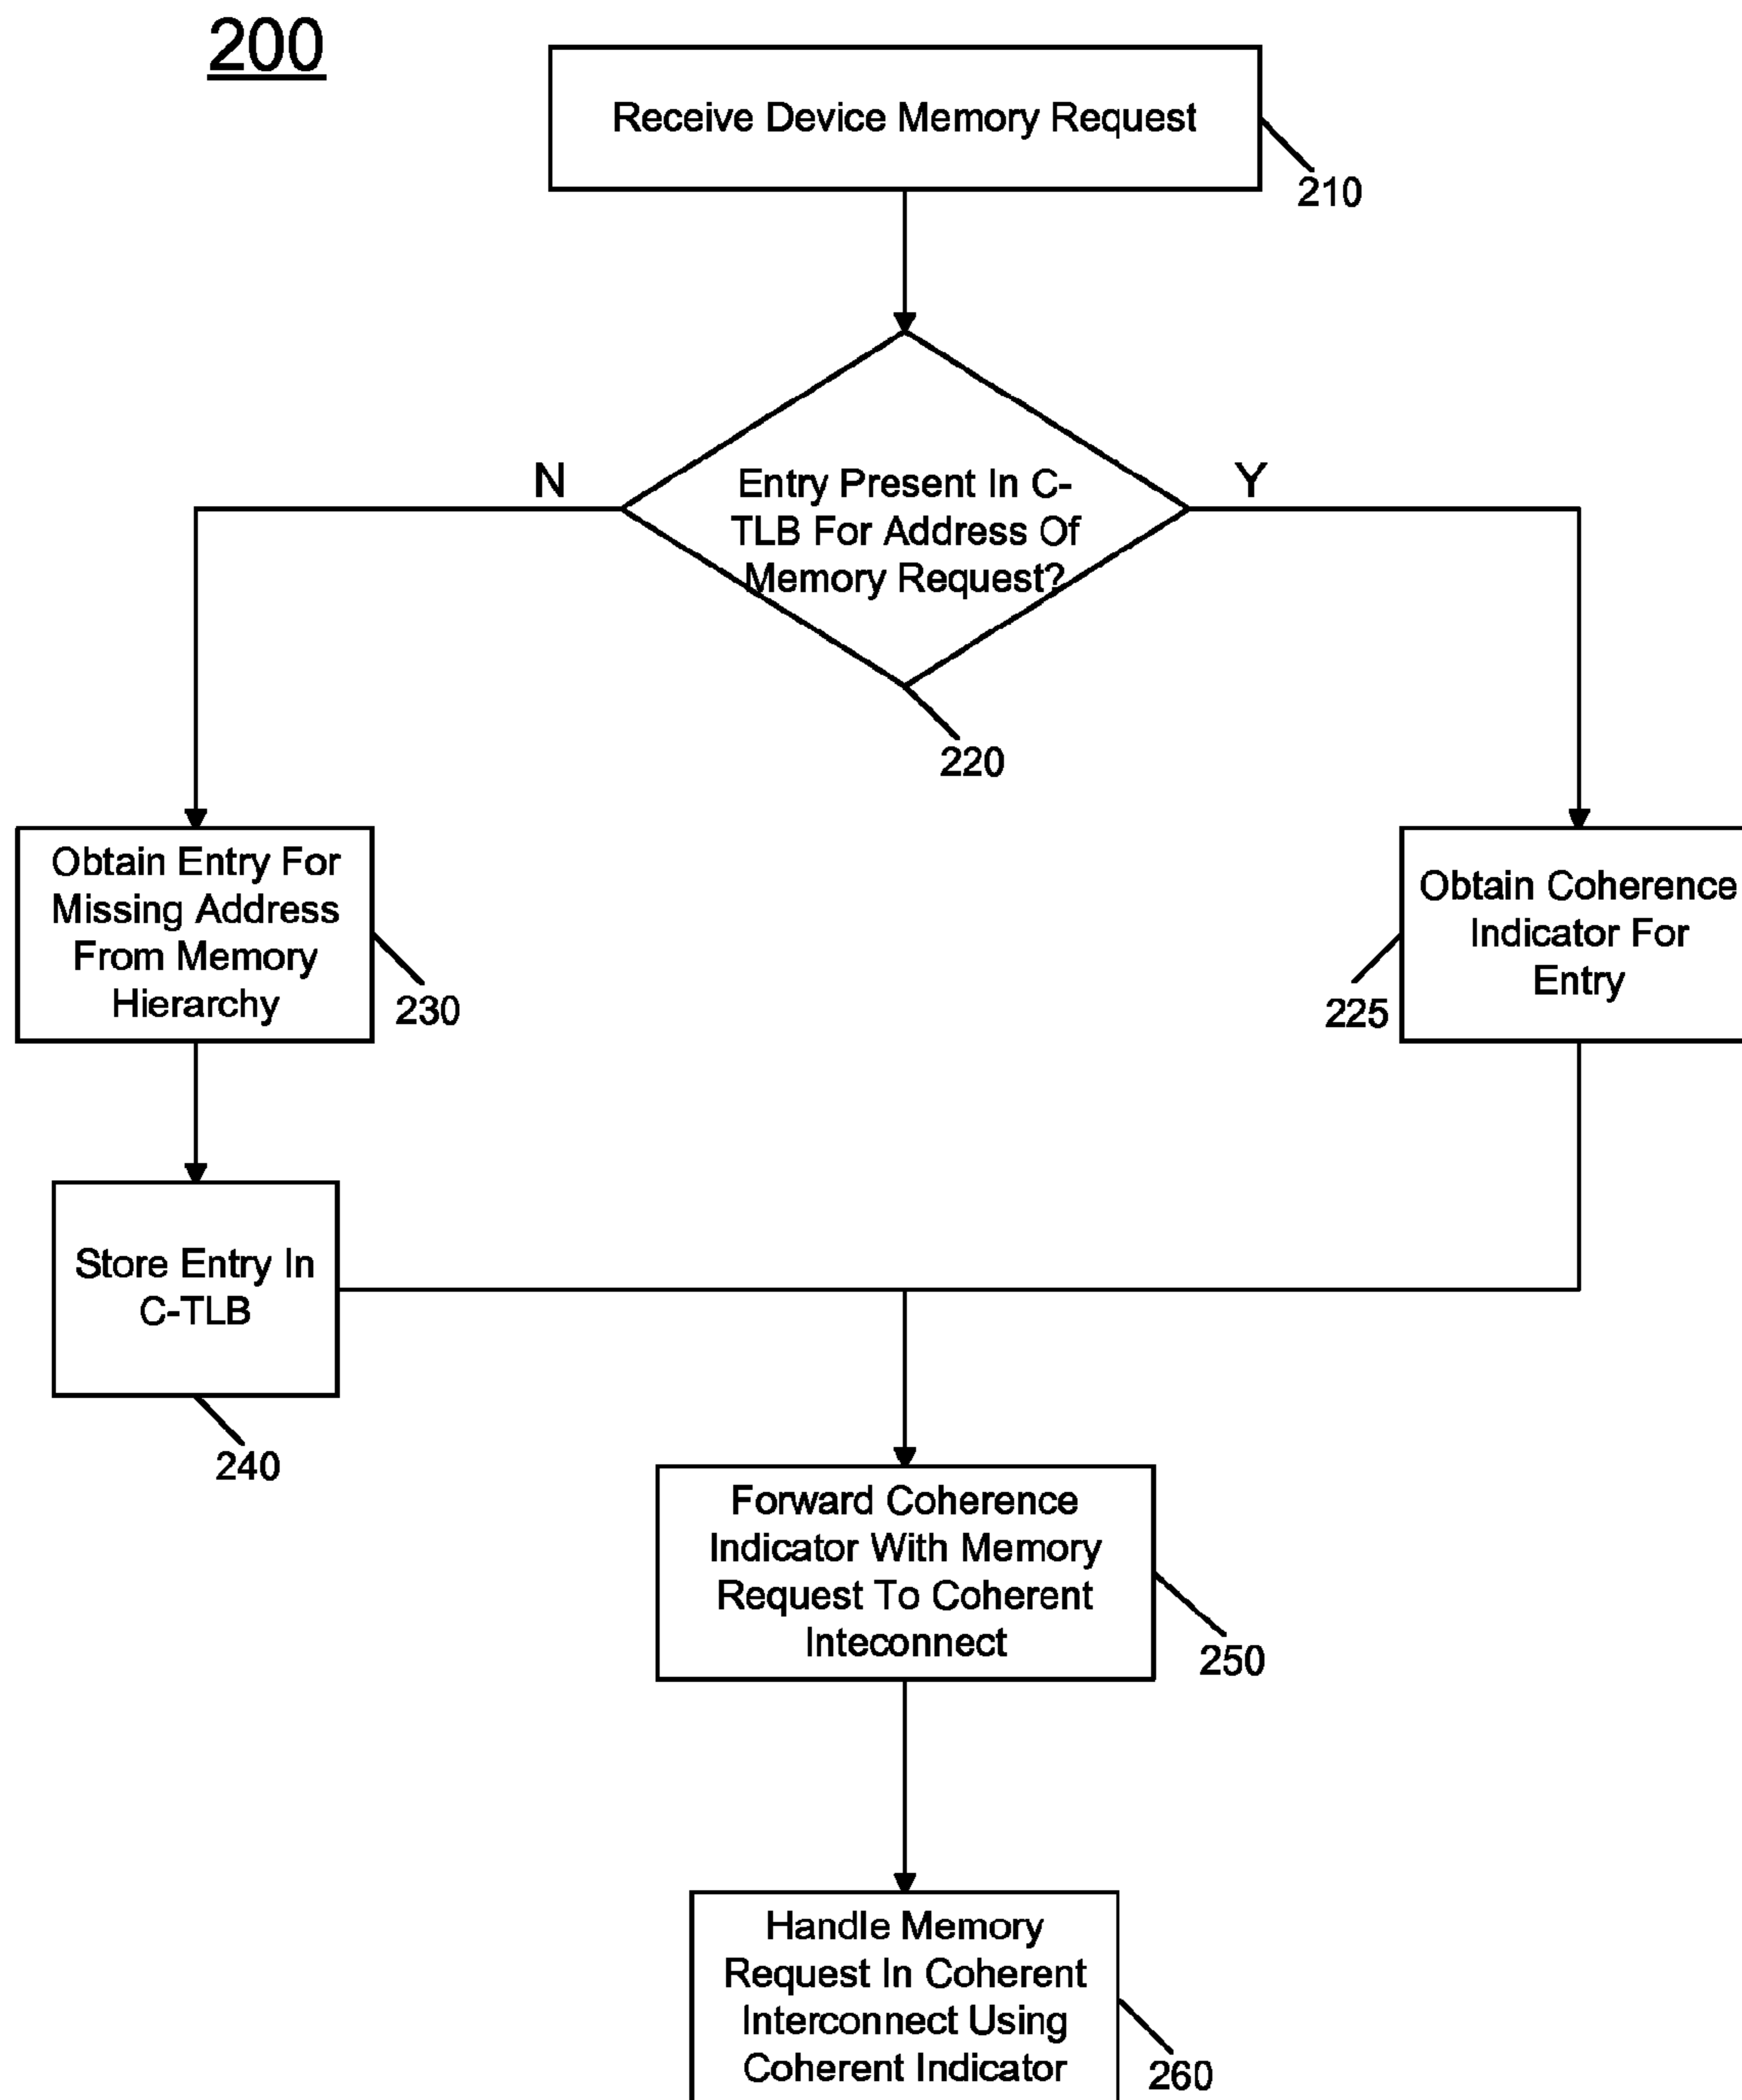 200
Receive Device Memory Request
210
Entry Present In C-
TLB For Address Of
Memory Request?
N
Y
220
Obtain Entry For
Missing Address
From Memory
Hierarchy
230
Obtain Coherence
Indicator For
Entry
225
Store Entry In
C-TLB
240
Forward Coherence
Indicator With Memory
Request To Coherent
Inteconnect
250
Handle Memory
Request In Coherent
Interconnect Using
Coherent Indicator
260